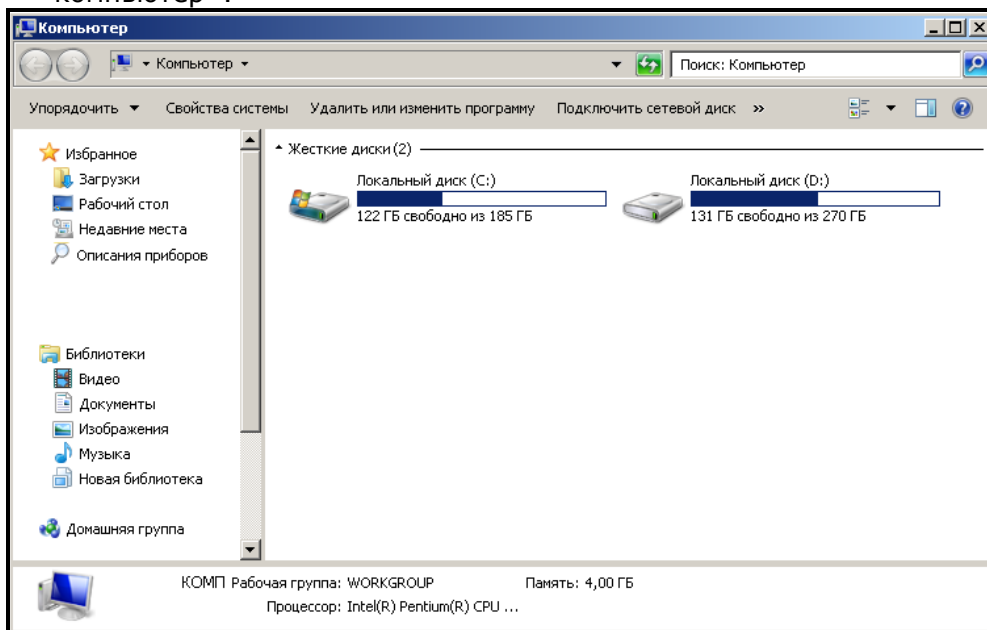 компьютер".
Компьютер
Компьютер
Поиск: Компьютер
Упорядочить Свойства системы Удалить или изменить программу Подключить сетевой диск »
Избранное
Загрузки
Рабочий стол
Недавние места
Описания приборов
Библиотеки
Видео
Документы
Изображения
Музыка
Новая библиотека
Домашняя группа
Жесткие диски (2)
Локальный диск (C:)
122 ГБ свободно из 185 ГБ
Локальный диск (D:)
131 ГБ свободно из 270 ГБ
КОМП Рабочая группа: WORKGROUP Память: 4,00 ГБ
Процессор: Intel(R) Pentium(R) CPU ...